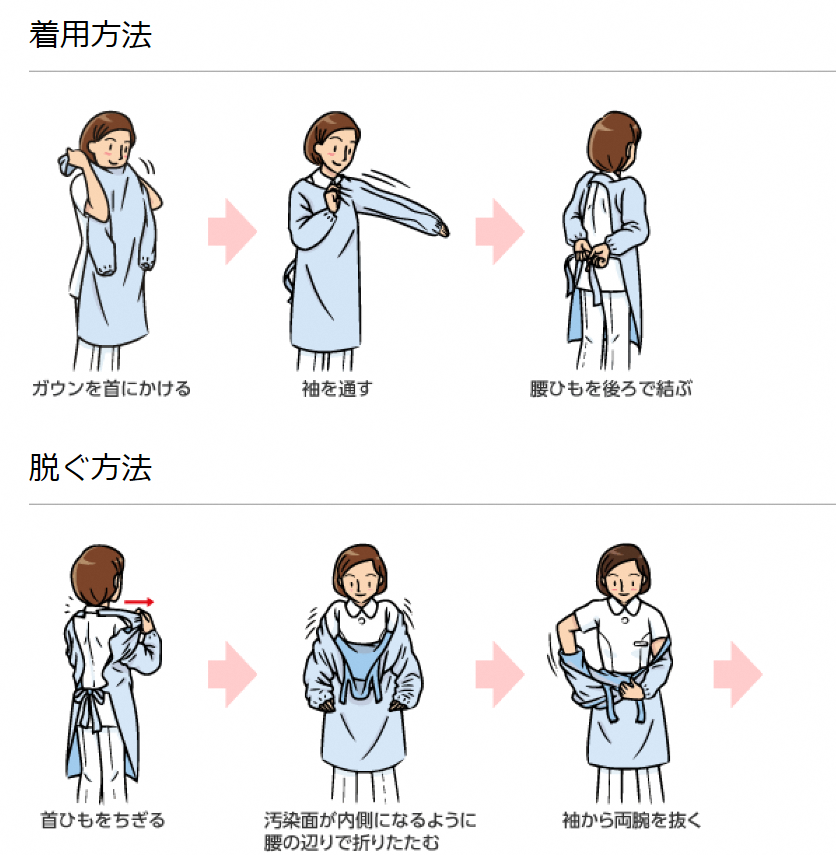 着用方法
ガウンを首にかける
袖を通す
腰ひもを後ろで結ぶ
脱ぐ方法
首ひもをちぎる
汚染面が内側になるように
腰の辺りで折りたたむ
袖から両腕を抜く